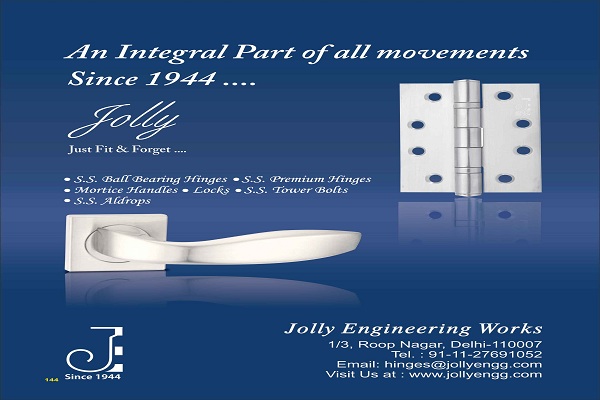 An Integral Part of all movements
Since 1944 ....
Jolly
Just Fit & Forget ....
• S.S. Ball Bearing Hinges • S.S. Premium Hinges
• Mortice Handles • Locks • S.S. Tower Bolts
• S.S. Aldrops
Jolly Engineering Works
1/3, Roop Nagar, Delhi-110007
Tel. : 91-11-27691052
Email: hinges@jollyengg.com
Visit Us at : www.jollyengg.com
JE
Since 1944
144